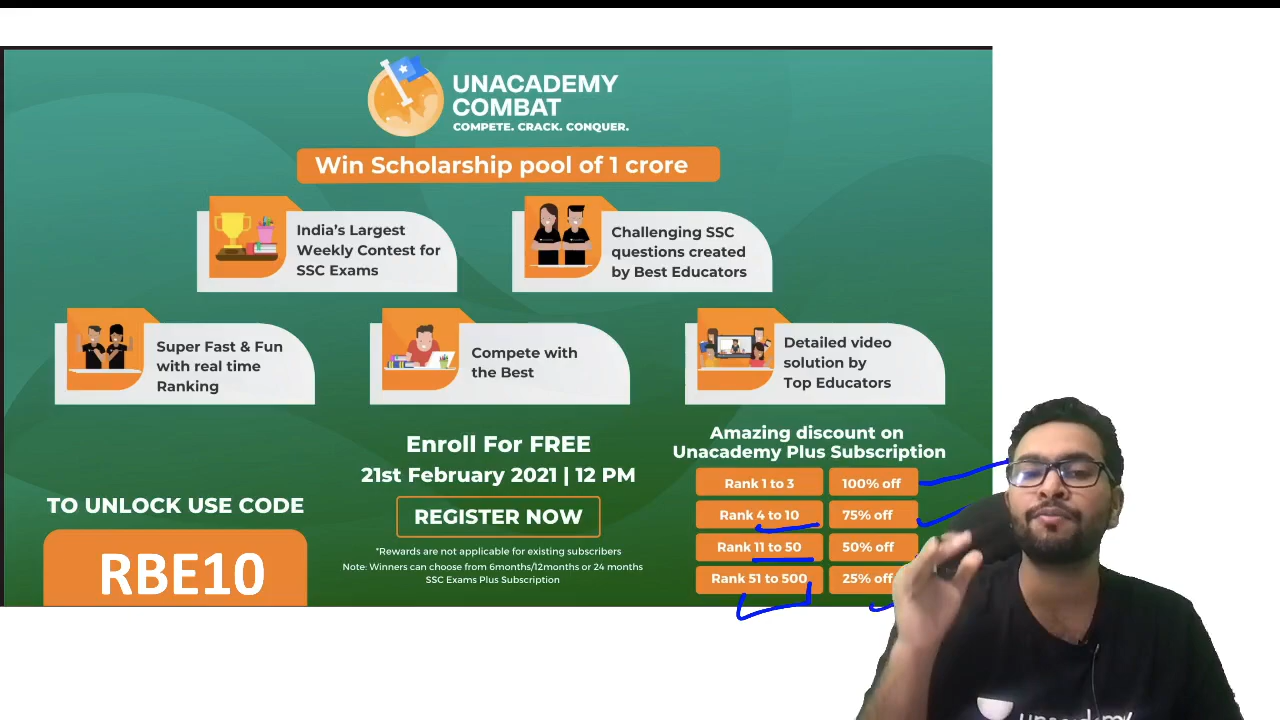 UNACADEMY
COMBAT
COMPETE. CRACK. CONQUER.
Win Scholarship pool of 1 crore
India's Largest
Weekly Contest for
SSC Exams
Challenging SSC
questions created
by Best Educators
Super Fast & Fun
with real time
Ranking
Compete with
the Best
Detailed video
solution by
Top Educators
Enroll For FREE
21st February 2021 | 12 PM
REGISTER NOW
*Rewards are not applicable for existing subscribers
Note: Winners can choose from 6months/12months or 24 months
SSC Exams Plus Subscription
TO UNLOCK USE CODE
RBE10
Amazing discount on
Unacademy Plus Subscription
Rank 1 to 3 100% off
Rank 4 to 10 75% off
Rank 11 to 50 50% off
Rank 51 to 500 25% off
unacademy